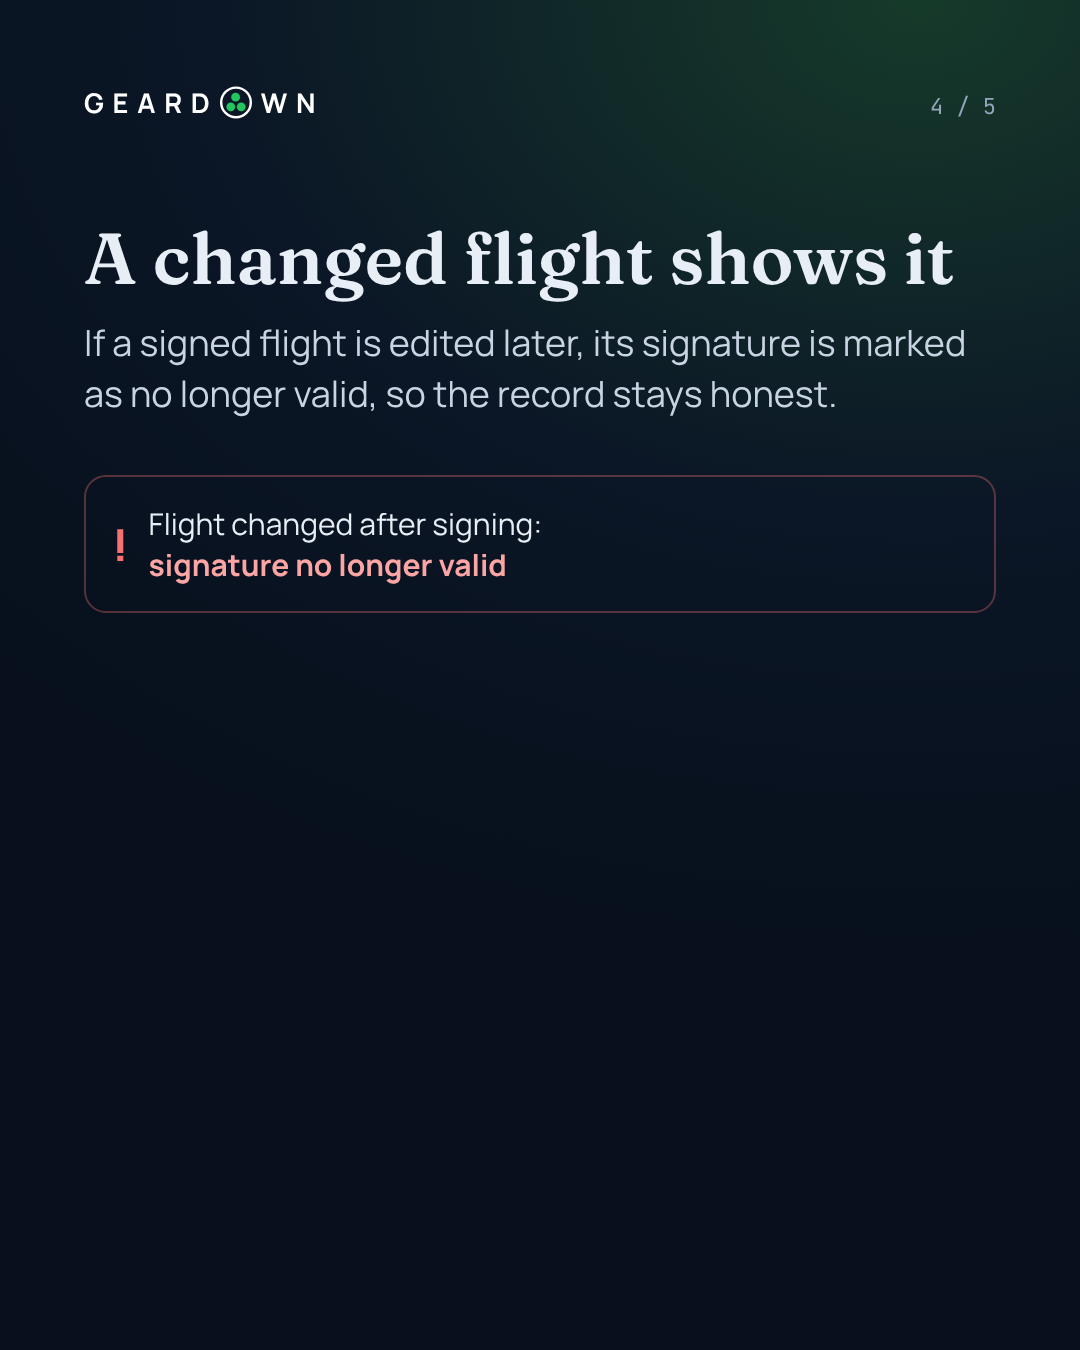 GEARDOWN
4 / 5
A changed flight shows it
If a signed flight is edited later, its signature is marked
as no longer valid, so the record stays honest.
! Flight changed after signing:
signature no longer valid